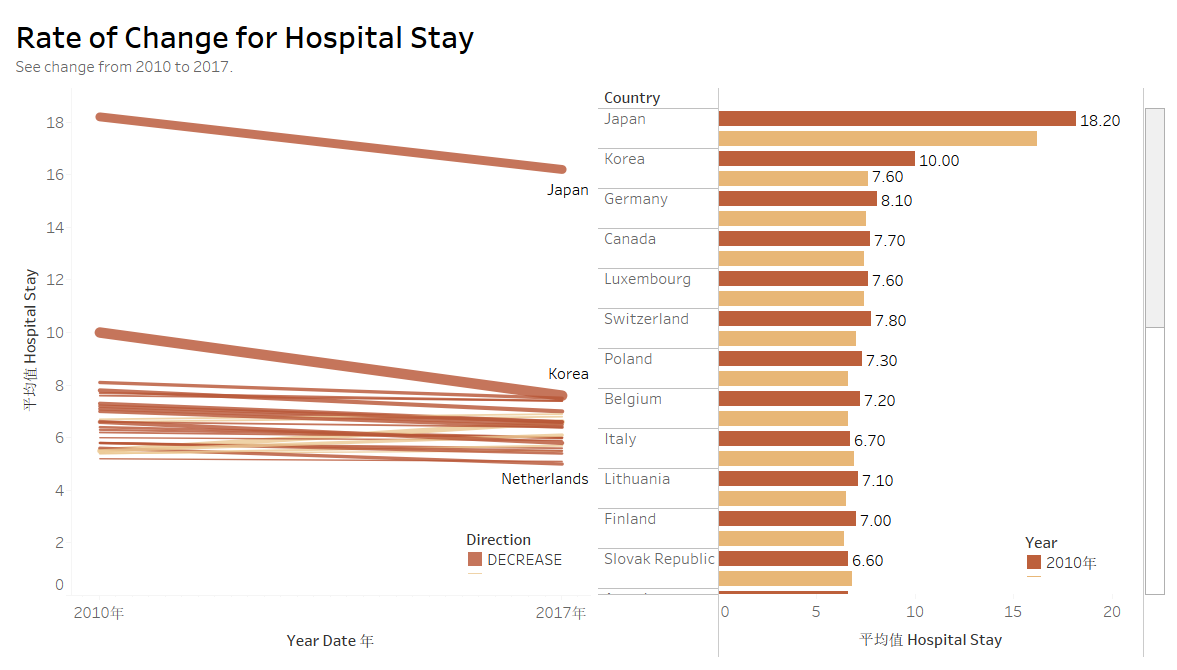 Rate of Change for Hospital Stay
See change from 2010 to 2017.
18
16
14
12
10
8
6
4
2
0
平均值 Hospital Stay
Japan
Korea
Netherlands
Direction
DECREASE
2010年
2017年
Year Date 年
Country
Japan
18.20
Korea
10.00
7.60
Germany
8.10
Canada
7.70
Luxembourg
7.60
Switzerland
7.80
Poland
7.30
Belgium
7.20
Italy
6.70
Lithuania
7.10
Finland
7.00
Slovak Republic
6.60
Year
2010年
0
5
10
15
20
平均值 Hospital Stay